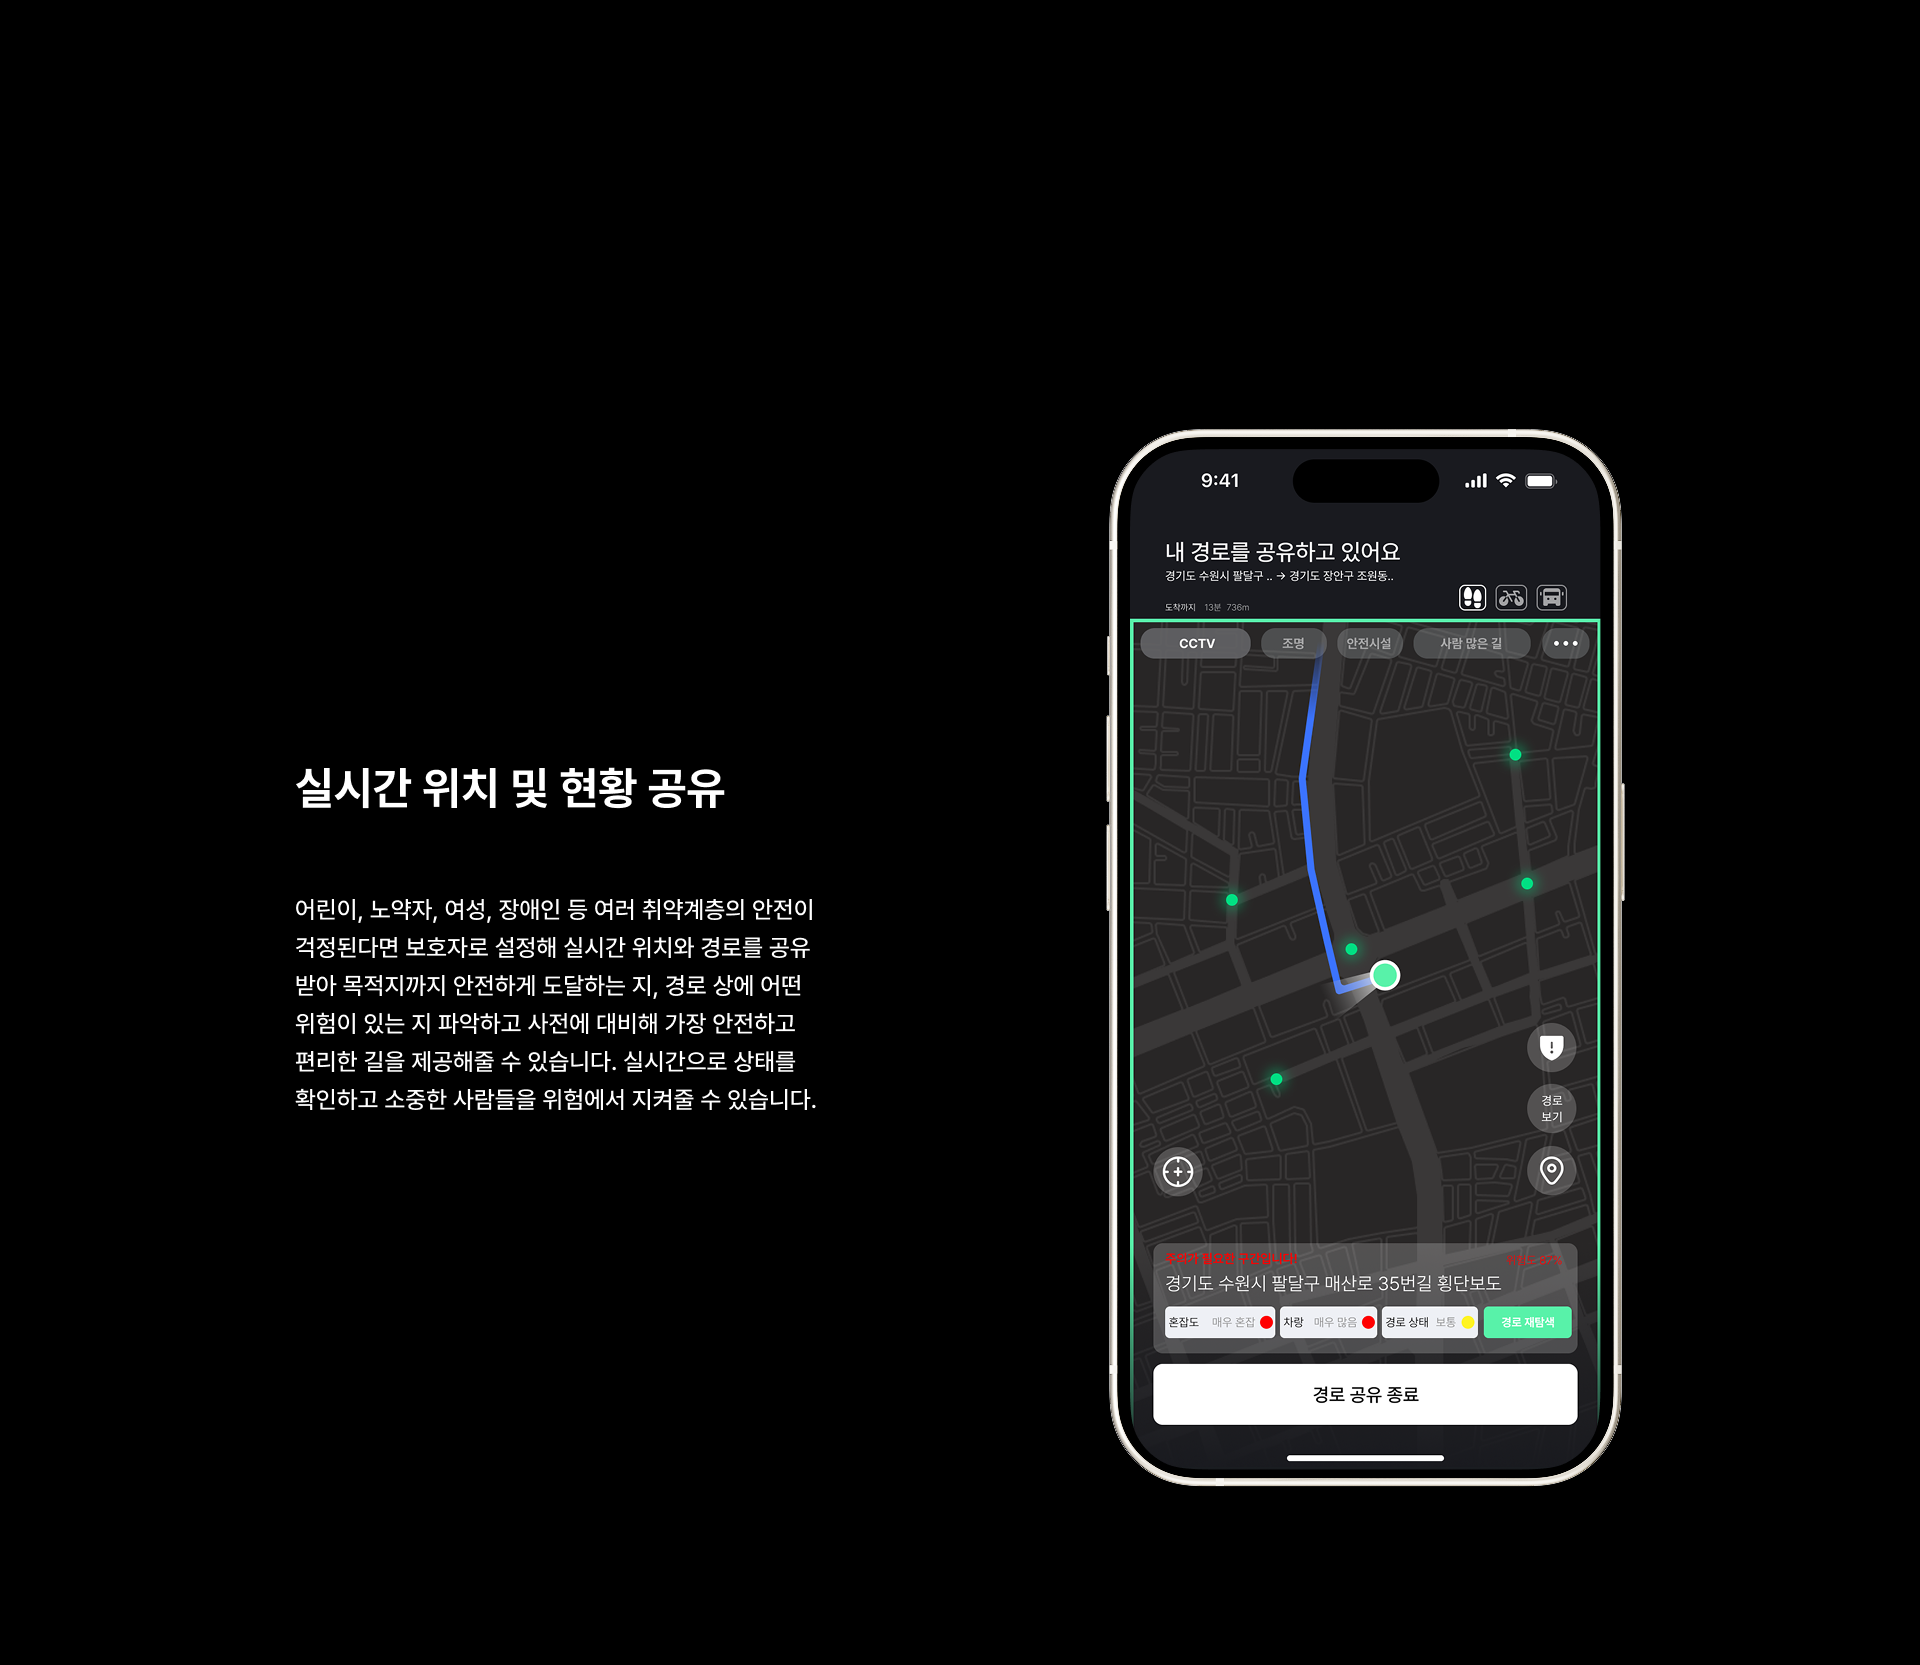 실시간 위치 및 현황 공유
어린이, 노약자, 여성, 장애인 등 여러 취약계층의 안전이
걱정된다면 보호자로 설정해 실시간 위치와 경로를 공유
받아 목적지까지 안전하게 도달하는 지, 경로 상에 어떤
위험이 있는 지 파악하고 사전에 대비해 가장 안전하고
편리한 길을 제공해줄 수 있습니다. 실시간으로 상태를
확인하고 소중한 사람들을 위험에서 지켜줄 수 있습니다.
9:41
내 경로를 공유하고 있어요
경기도 수원시 팔달구 .. → 경기도 장안구 조원동..
도착까지 13분 736m
CCTV 조명 안전시설 사람 많은 길
경로
보기
경기도 수원시 팔달구 매산로 35번길 횡단보도
혼잡도 매우 혼잡 차량 매우 많음 경로 상태 보통 경로 재탐색
경로 공유 종료